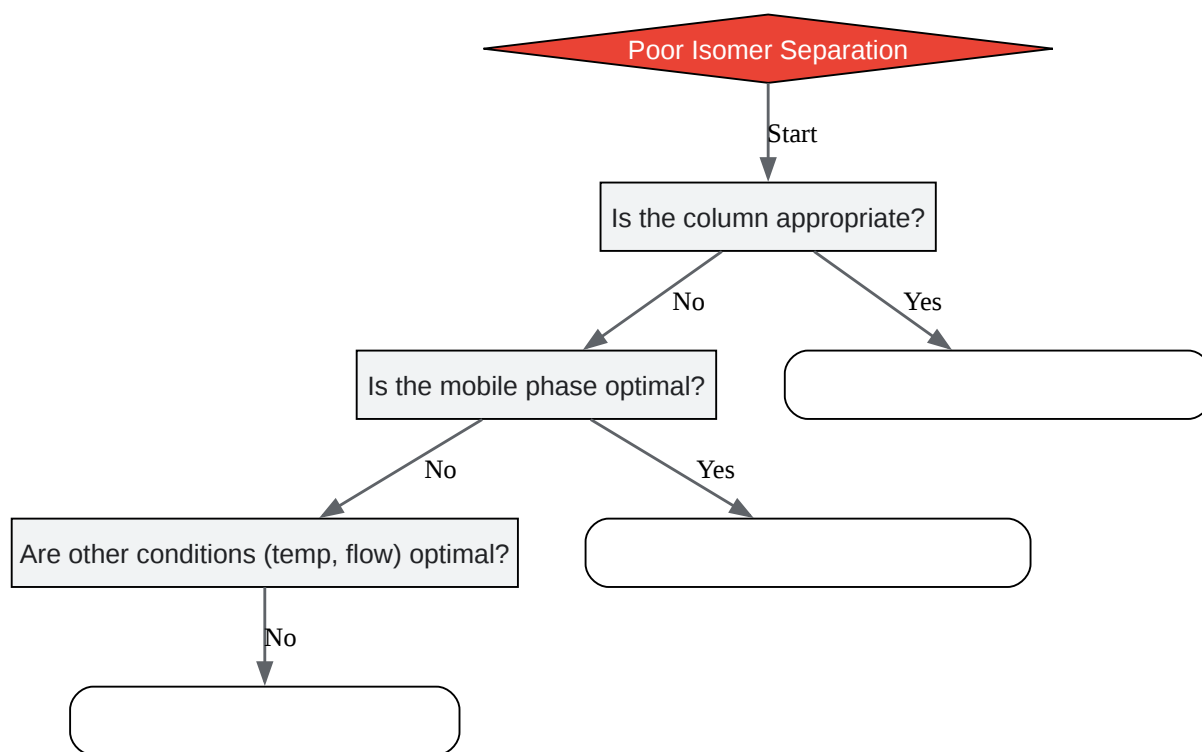 Poor Isomer Separation
Start
Is the column appropriate?
No
Yes
Is the mobile phase optimal?
No
Yes
Are other conditions (temp, flow) optimal?
No